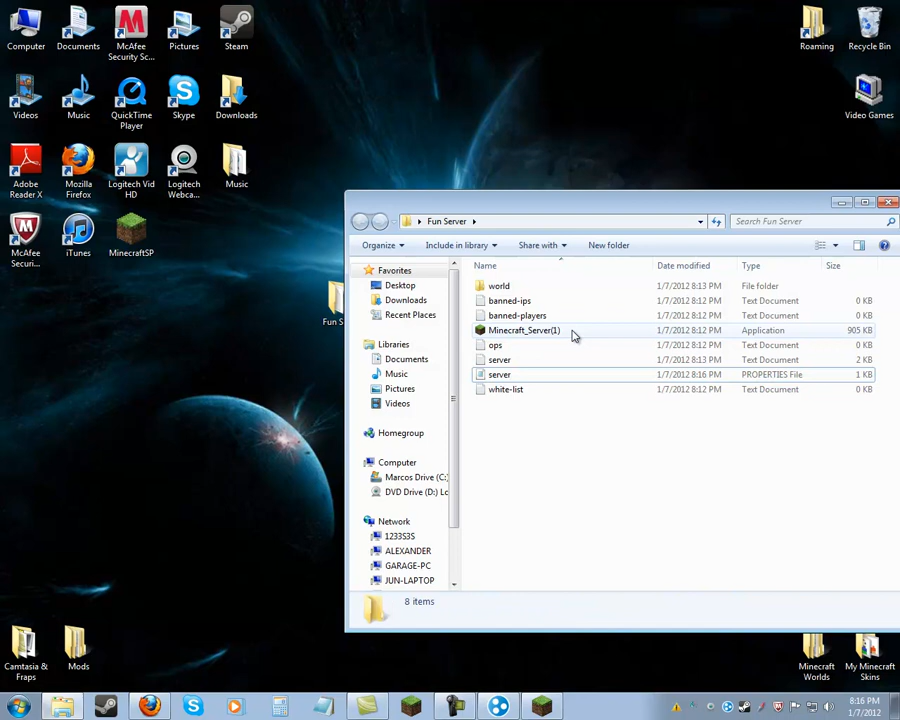 Computer
Documents
McAfee
Security Sc...
Pictures
Steam
Roaming
Recycle Bin
Videos
Music
QuickTime
Player
Skype
Downloads
Video Games
Adobe
Reader X
Mozilla
Firefox
Logitech Vid
HD
Logitech
Webca...
Music
McAfee
Securi...
iTunes
MinecraftSP
Fun S
Fun Server
Search Fun Server
Organize
Include in library
Share with
New folder
Favorites
Desktop
Downloads
Recent Places
Libraries
Documents
Music
Pictures
Videos
Homegroup
Computer
Marcos Drive (C:)
DVD Drive (D:) Lo
Network
1233S3S
ALEXANDER
GARAGE-PC
JUN-LAPTOP
Name Date modified Type Size
world 1/7/2012 8:13 PM File folder
banned-ips 1/7/2012 8:12 PM Text Document 0 KB
banned-players 1/7/2012 8:12 PM Text Document 0 KB
Minecraft_Server(1) 1/7/2012 8:12 PM Application 905 KB
ops 1/7/2012 8:12 PM Text Document 0 KB
server 1/7/2012 8:13 PM Text Document 2 KB
server 1/7/2012 8:16 PM PROPERTIES File 1 KB
white-list 1/7/2012 8:12 PM Text Document 0 KB
8 items
Camtasia &
Fraps
Mods
Minecraft
Worlds
My Minecraft
Skins
8:16 PM
1/7/2012